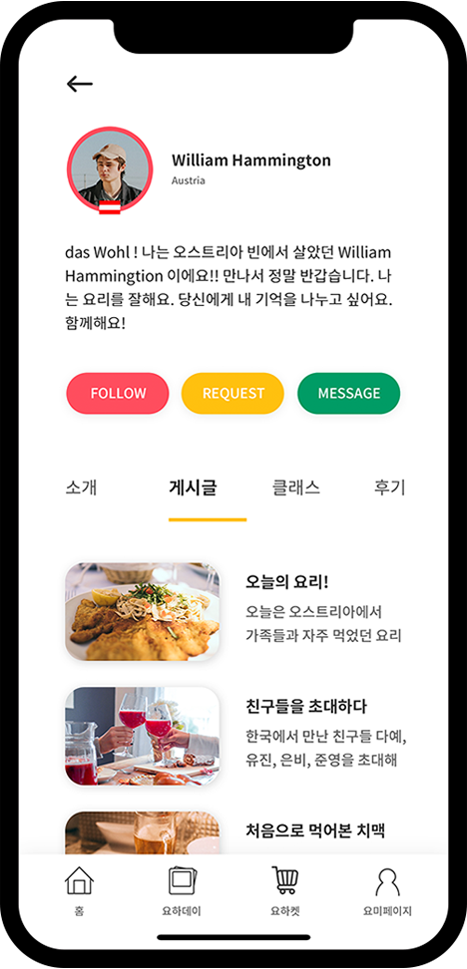 William Hammington
Austria
das Wohl ! 나는 오스트리아 빈에서 살았던 William
Hammingtion 이에요!! 만나서 정말 반갑습니다. 나
는 요리를 잘해요. 당신에게 내 기억을 나누고 싶어요.
함께해요!
FOLLOW REQUEST MESSAGE
소개 게시글 클래스 후기
오늘의 요리!
오늘은 오스트리아에서
가족들과 자주 먹었던 요리
친구들을 초대하다
한국에서 만난 친구들 다예,
유진, 은비, 준영을 초대해
처음으로 먹어본 치맥
홈 요하데이 요하켓 요미페이지